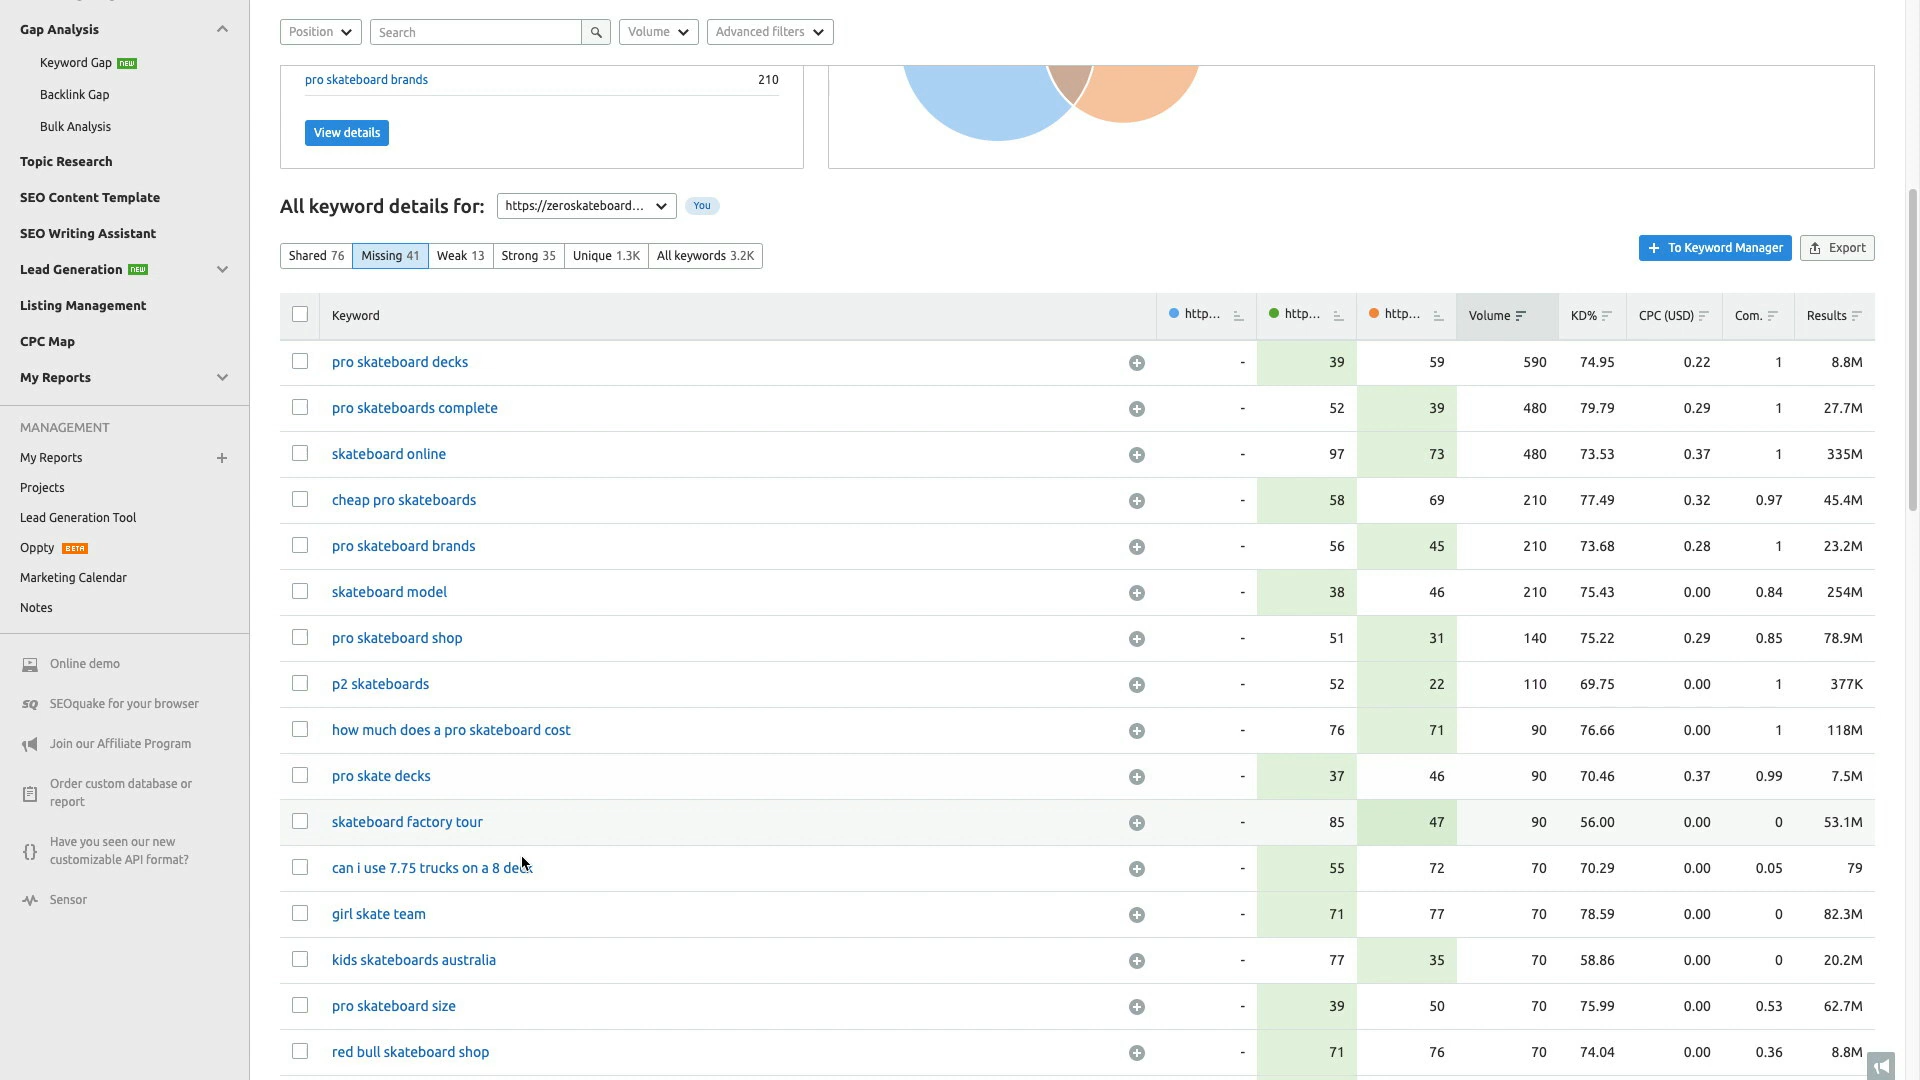 Gap Analysis
Keyword Gap NEW
Backlink Gap
Bulk Analysis
Topic Research
SEO Content Template
SEO Writing Assistant
Lead Generation NEW
Listing Management
CPC Map
My Reports
MANAGEMENT
My Reports +
Projects
Lead Generation Tool
Oppty BETA
Marketing Calendar
Notes
Online demo
SQ SEOquake for your browser
Join our Affiliate Program
Order custom database or
report
Have you seen our new
customizable API format?
Sensor
Position Search Volume Advanced filters
pro skateboard brands 210
View details
All keyword details for: https://zeroskateboard... You
Shared 76 Missing 41 Weak 13 Strong 35 Unique 1.3K All keywords 3.2K
+ To Keyword Manager Export
Keyword http... http... http... Volume KD% CPC (USD) Com. Results
pro skateboard decks - 39 59 590 74.95 0.22 1 8.8M
pro skateboards complete - 52 39 480 79.79 0.29 1 27.7M
skateboard online - 97 73 480 73.53 0.37 1 335M
cheap pro skateboards - 58 69 210 77.49 0.32 0.97 45.4M
pro skateboard brands - 56 45 210 73.68 0.28 1 23.2M
skateboard model - 38 46 210 75.43 0.00 0.84 254M
pro skateboard shop - 51 31 140 75.22 0.29 0.85 78.9M
p2 skateboards - 52 22 110 69.75 0.00 1 377K
how much does a pro skateboard cost - 76 71 90 76.66 0.00 1 118M
pro skate decks - 37 46 90 70.46 0.37 0.99 7.5M
skateboard factory tour - 85 47 90 56.00 0.00 0 53.1M
can i use 7.75 trucks on a 8 deck - 55 72 70 70.29 0.00 0.05 79
girl skate team - 71 77 70 78.59 0.00 0 82.3M
kids skateboards australia - 77 35 70 58.86 0.00 0 20.2M
pro skateboard size - 39 50 70 75.99 0.00 0.53 62.7M
red bull skateboard shop - 71 76 70 74.04 0.00 0.36 8.8M